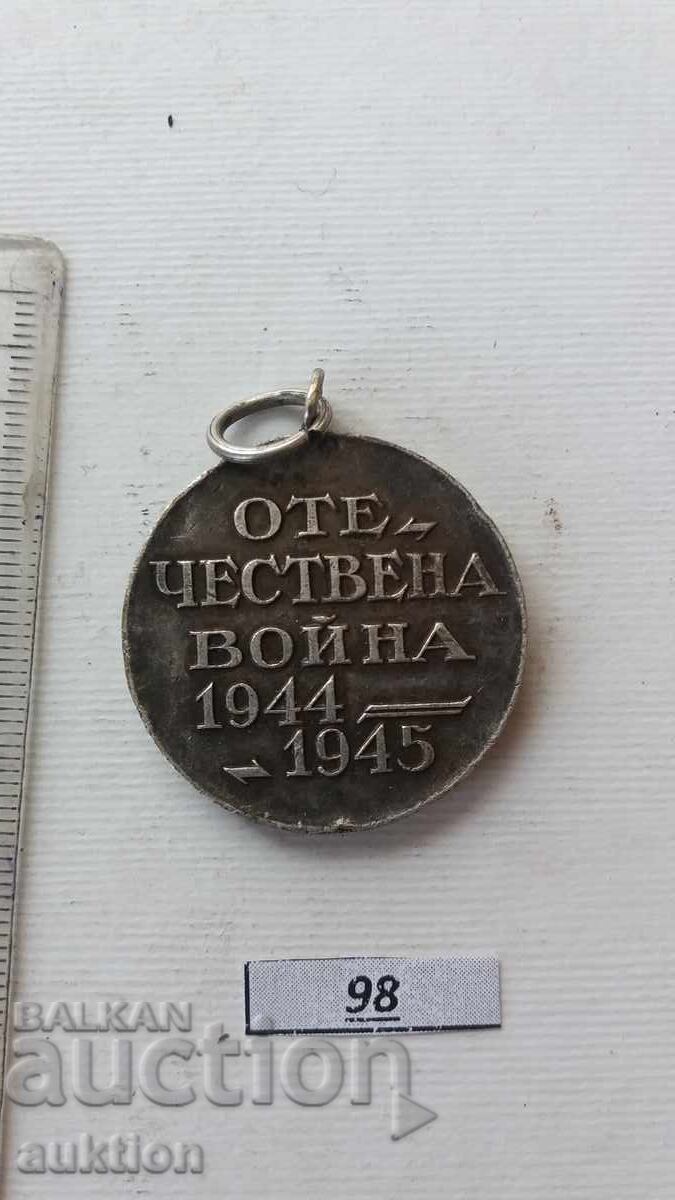 ОТЕ-
ЧЕСТВЕНА
ВОЙНА
1944 —
- 1945
98
BALKAN
auction
auktion